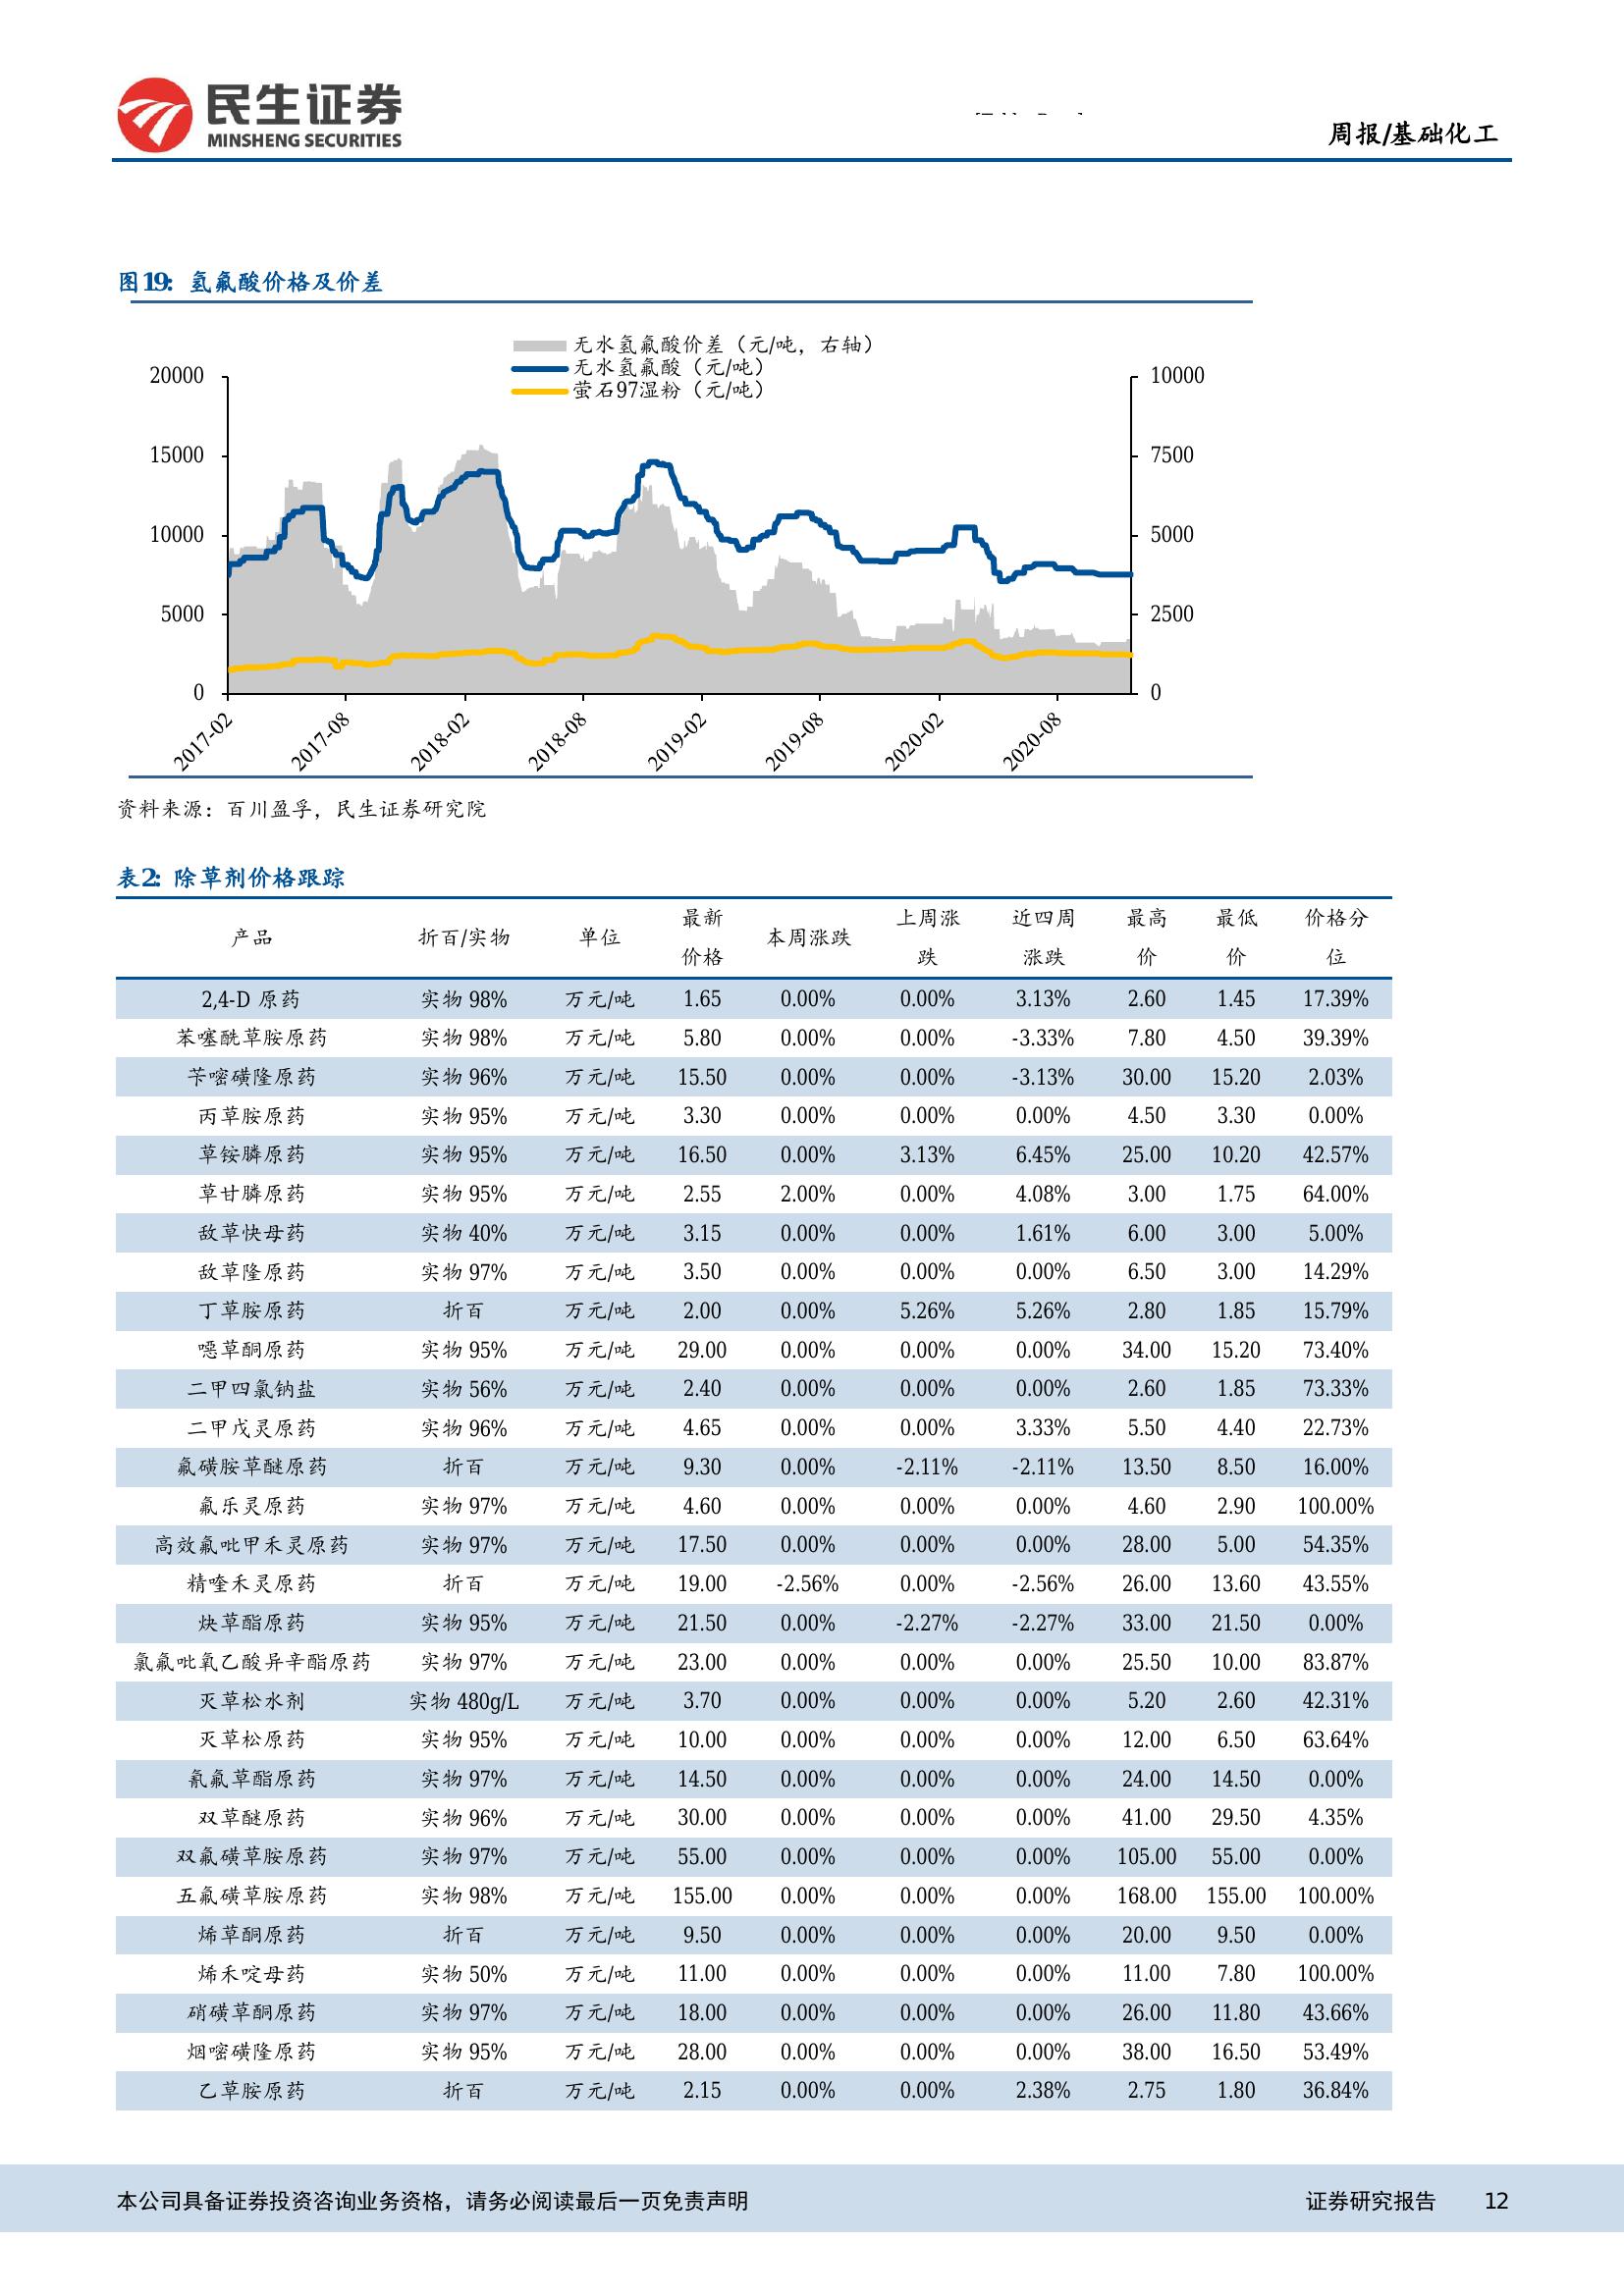 民生证券
MINSHENG SECURITIES
周报/基础化工
图19: 氢氟酸价格及价差
无水氢氟酸价差（元/吨，右轴）
无水氢氟酸（元/吨）
萤石97湿粉（元/吨）
20000
15000
10000
5000
0
10000
7500
5000
2500
0
2017-02 2017-08 2018-02 2018-08 2019-02 2019-08 2020-02 2020-08
资料来源：百川盈孚，民生证券研究院
表2: 除草剂价格跟踪
产品 折百/实物 单位 最新价格 本周涨跌 上周涨跌 近四周涨跌 最高价 最低价 价格分位
2,4-D 原药 实物 98% 万元/吨 1.65 0.00% 0.00% 3.13% 2.60 1.45 17.39%
苯噻酰草胺原药 实物 98% 万元/吨 5.80 0.00% 0.00% -3.33% 7.80 4.50 39.39%
苄嘧磺隆原药 实物 96% 万元/吨 15.50 0.00% 0.00% -3.13% 30.00 15.20 2.03%
丙草胺原药 实物 95% 万元/吨 3.30 0.00% 0.00% 0.00% 4.50 3.30 0.00%
草铵膦原药 实物 95% 万元/吨 16.50 0.00% 3.13% 6.45% 25.00 10.20 42.57%
草甘膦原药 实物 95% 万元/吨 2.55 2.00% 0.00% 4.08% 3.00 1.75 64.00%
敌草快母药 实物 40% 万元/吨 3.15 0.00% 0.00% 1.61% 6.00 3.00 5.00%
敌草隆原药 实物 97% 万元/吨 3.50 0.00% 0.00% 0.00% 6.50 3.00 14.29%
丁草胺原药 折百 万元/吨 2.00 0.00% 5.26% 5.26% 2.80 1.85 15.79%
噁草酮原药 实物 95% 万元/吨 29.00 0.00% 0.00% 0.00% 34.00 15.20 73.40%
二甲四氯钠盐 实物 56% 万元/吨 2.40 0.00% 0.00% 0.00% 2.60 1.85 73.33%
二甲戊灵原药 实物 96% 万元/吨 4.65 0.00% 0.00% 3.33% 5.50 4.40 22.73%
氟磺胺草醚原药 折百 万元/吨 9.30 0.00% -2.11% -2.11% 13.50 8.50 16.00%
氟乐灵原药 实物 97% 万元/吨 4.60 0.00% 0.00% 0.00% 4.60 2.90 100.00%
高效氟吡甲禾灵原药 实物 97% 万元/吨 17.50 0.00% 0.00% 0.00% 28.00 5.00 54.35%
精喹禾灵原药 折百 万元/吨 19.00 -2.56% 0.00% -2.56% 26.00 13.60 43.55%
炔草酯原药 实物 95% 万元/吨 21.50 0.00% -2.27% -2.27% 33.00 21.50 0.00%
氯氟吡氧乙酸异辛酯原药 实物 97% 万元/吨 23.00 0.00% 0.00% 0.00% 25.50 10.00 83.87%
灭草松水剂 实物 480g/L 万元/吨 3.70 0.00% 0.00% 0.00% 5.20 2.60 42.31%
灭草松原药 实物 95% 万元/吨 10.00 0.00% 0.00% 0.00% 12.00 6.50 63.64%
氰氟草酯原药 实物 97% 万元/吨 14.50 0.00% 0.00% 0.00% 24.00 14.50 0.00%
双草醚原药 实物 96% 万元/吨 30.00 0.00% 0.00% 0.00% 41.00 29.50 4.35%
双氟磺草胺原药 实物 97% 万元/吨 55.00 0.00% 0.00% 0.00% 105.00 55.00 0.00%
五氟磺草胺原药 实物 98% 万元/吨 155.00 0.00% 0.00% 0.00% 168.00 155.00 100.00%
烯草酮原药 折百 万元/吨 9.50 0.00% 0.00% 0.00% 20.00 9.50 0.00%
烯禾啶母药 实物 50% 万元/吨 11.00 0.00% 0.00% 0.00% 11.00 7.80 100.00%
硝磺草酮原药 实物 97% 万元/吨 18.00 0.00% 0.00% 0.00% 26.00 11.80 43.66%
烟嘧磺隆原药 实物 95% 万元/吨 28.00 0.00% 0.00% 0.00% 38.00 16.50 53.49%
乙草胺原药 折百 万元/吨 2.15 0.00% 0.00% 2.38% 2.75 1.80 36.84%
本公司具备证券投资咨询业务资格，请务必阅读最后一页免责声明 证券研究报告 12